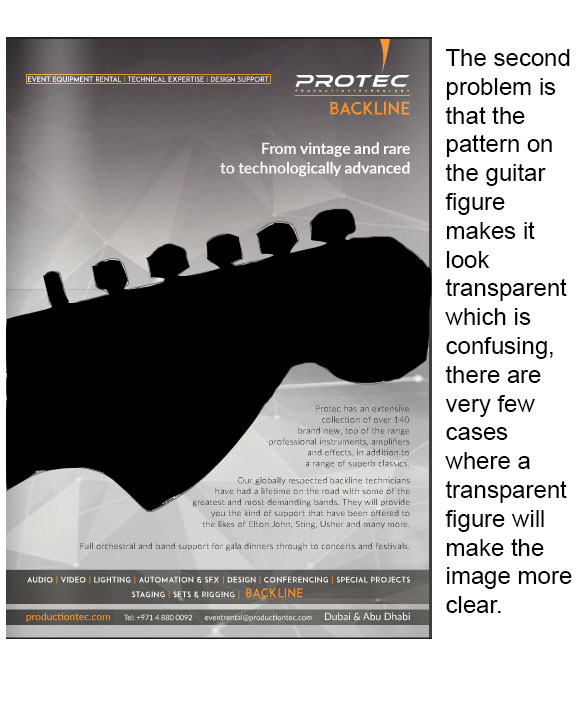 EVENT EQUIPMENT RENTAL | TECHNICAL EXPERTISE | DESIGN SUPPORT
PROTEC
PRODUCTIONTECHNOLOGY
BACKLINE
From vintage and rare
to technologically advanced
Protec has an extensive
collection of over 140
brand new, top of the range
professional instruments, amplifiers
and effects, in addition to
a range of superb classics.
Our globally respected backline technicians
have had a lifetime on the road with some of the
greatest and most demanding bands. They will provide
you the kind of support that have been offered to
the likes of Elton John, Sting, Usher and many more.
Full orchestral and band support for gala dinners through to concerts and festivals.
AUDIO | VIDEO | LIGHTING | AUTOMATION & SFX | DESIGN | CONFERENCING | SPECIAL PROJECTS
STAGING | SETS & RIGGING | BACKLINE
productiontec.com Tel: +971 4 880 0092 eventrental@productiontec.com Dubai & Abu Dhabi
The second
problem is
that the
pattern on
the guitar
figure
makes it
look
transparent
which is
confusing,
there are
very few
cases
where a
transparent
figure will
make the
image more
clear.